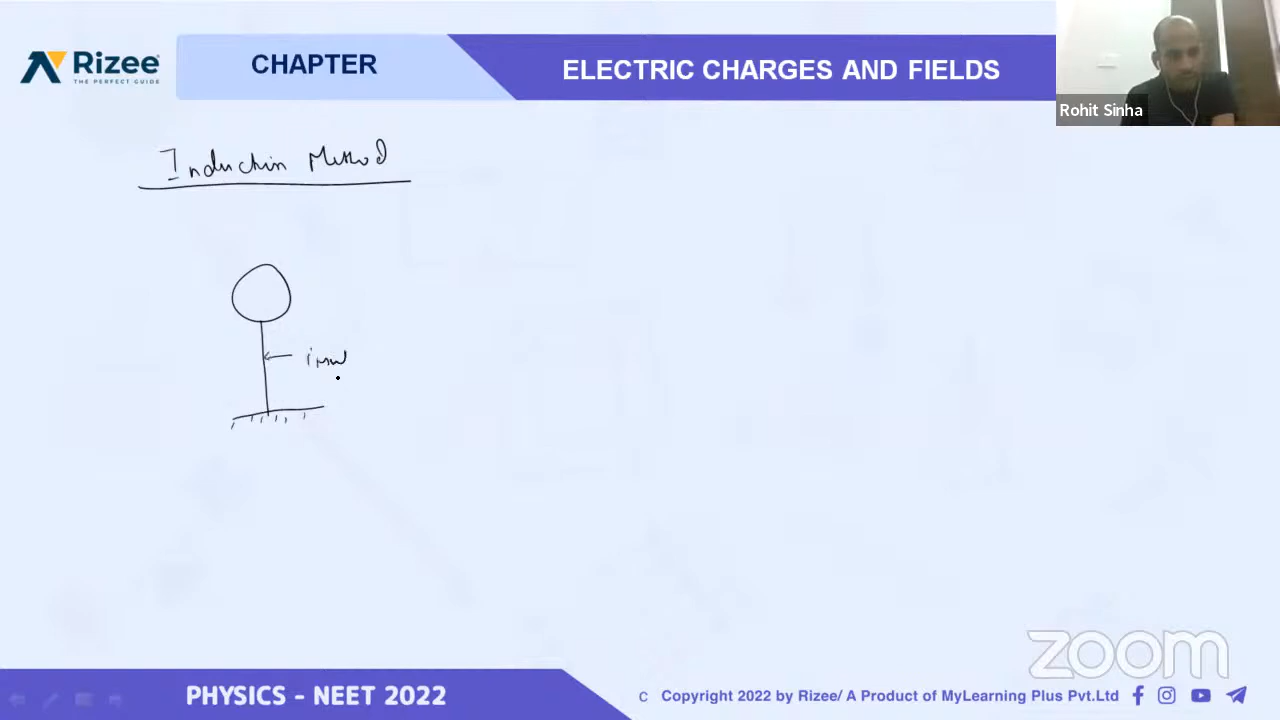 Rizee
THE PERFECT GUIDE
CHAPTER
ELECTRIC CHARGES AND FIELDS
Rohit Sinha
Induction Method
zoom
PHYSICS - NEET 2022
C Copyright 2022 by Rizee/ A Product of MyLearning Plus Pvt.Ltd